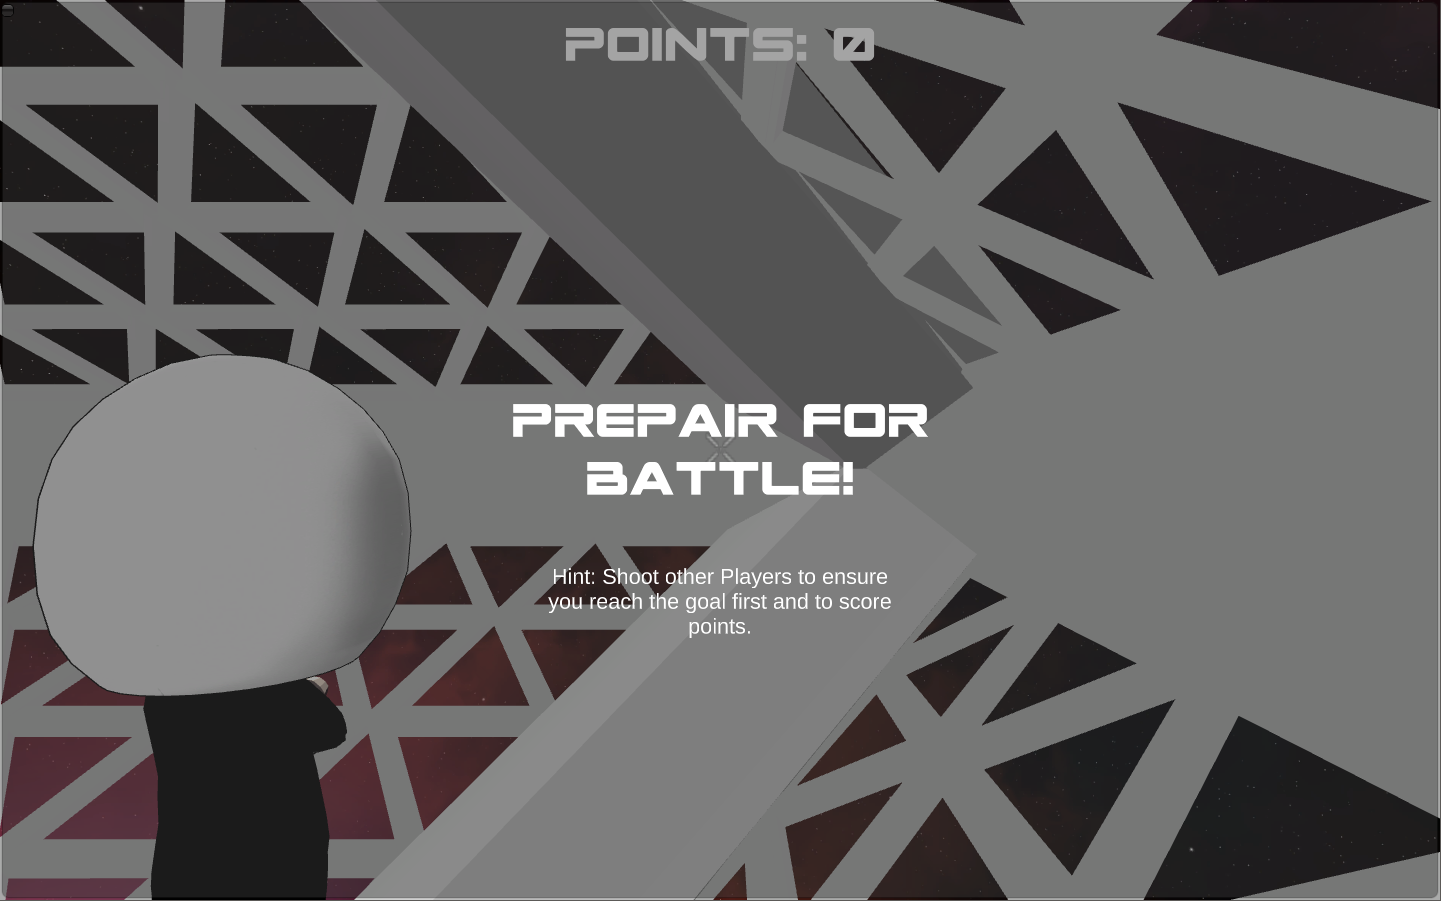 POINTS: 0
PREPAIR FOR
BATTLE!
Hint: Shoot other Players to ensure
you reach the goal first and to score
points.